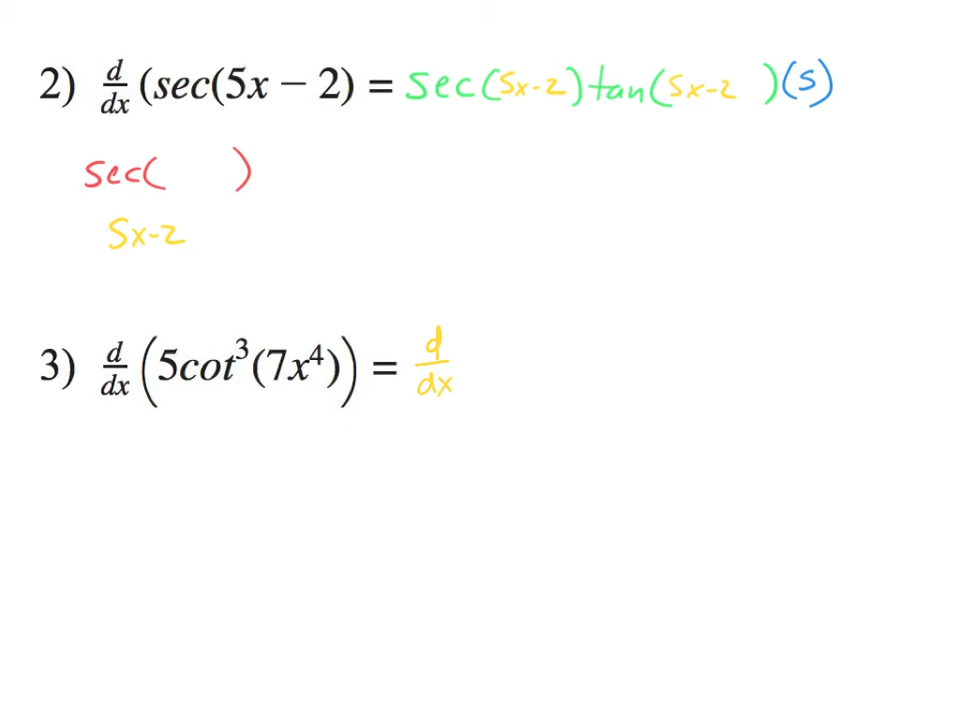 2) d/dx (sec(5x − 2) = sec(5x-2)tan(5x-2 )(5)
sec( )
5x-2
3) d/dx (5cot³(7x⁴)) = d/dx